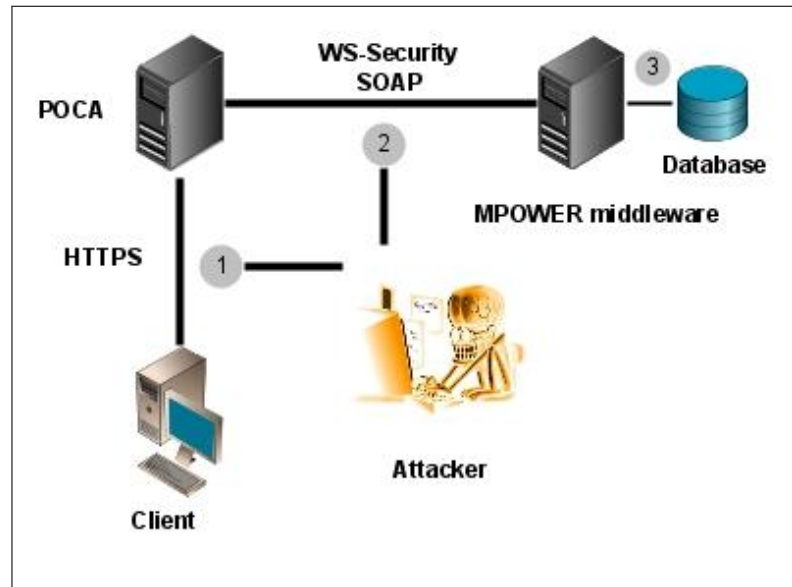 WS-Security
SOAP
3
POCA
2
Database
MPOWER middleware
HTTPS
1
Attacker
Client